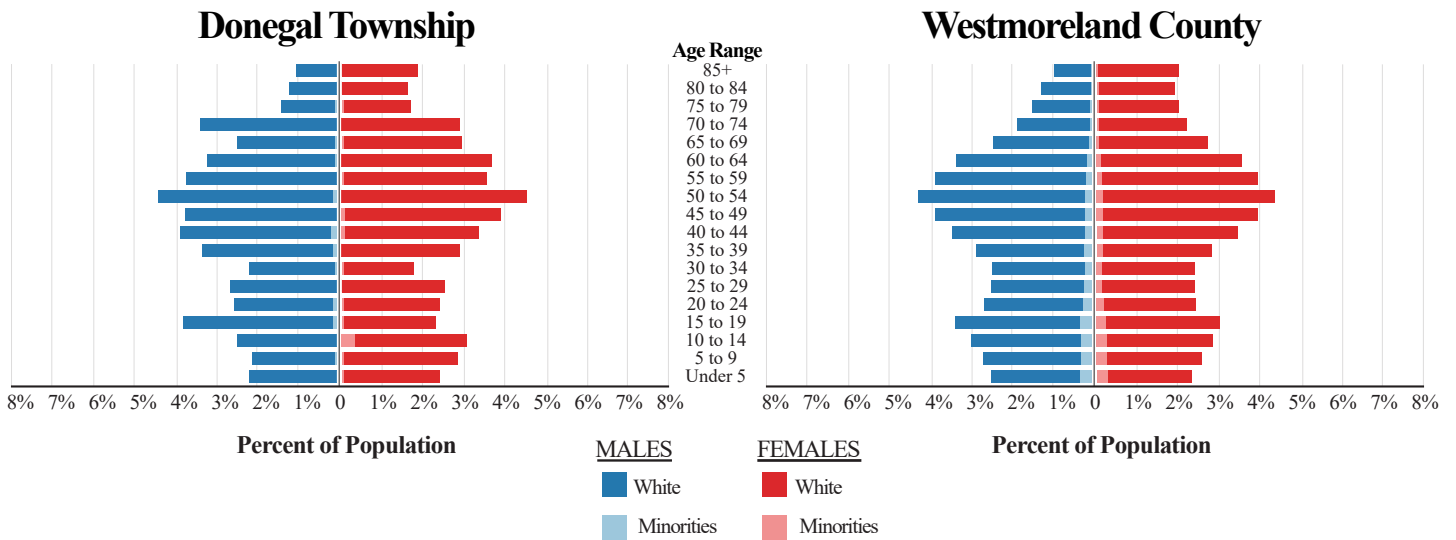 Donegal Township
Westmoreland County
Age Range
85+
80 to 84
75 to 79
70 to 74
65 to 69
60 to 64
55 to 59
50 to 54
45 to 49
40 to 44
35 to 39
30 to 34
25 to 29
20 to 24
15 to 19
10 to 14
5 to 9
Under 5
8% 7% 6% 5% 4% 2% 1% 0 1% 2% 3% 4% 5% 6% 7% 8%
8% 7% 6% 5% 4% 2% 1% 0 1% 2% 3% 4% 5% 6% 7% 8%
Percent of Population
Percent of Population
MALES
FEMALES
White
White
Minorities
Minorities